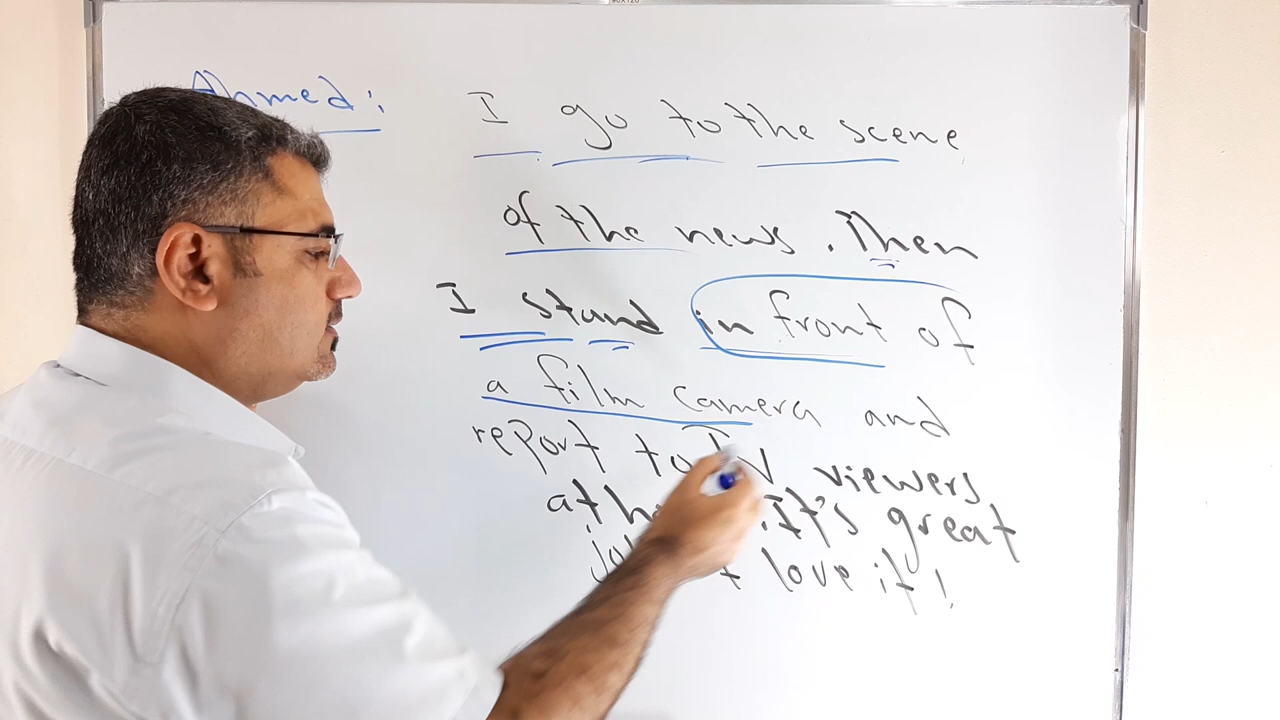 Ahmed:
I go to the scene
of the news. Then
I stand in front of
a film camera and
report to TV viewers
at .It's great
love it!